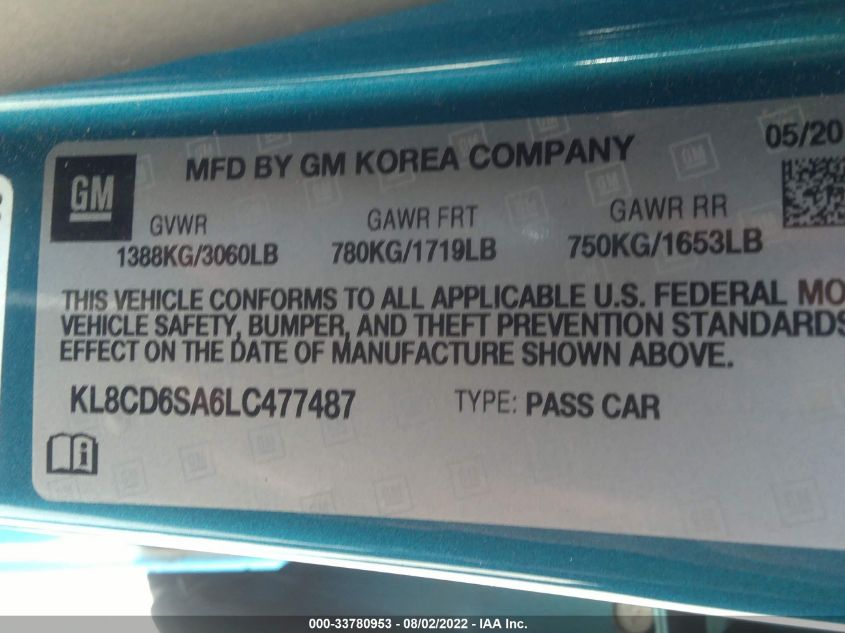 MFD BY GM KOREA COMPANY
05/20
GM
GVWR
GAWR FRT
GAWR RR
1388KG/3060LB
780KG/1719LB
750KG/1653LB
THIS VEHICLE CONFORMS TO ALL APPLICABLE U.S. FEDERAL MO
VEHICLE SAFETY, BUMPER, AND THEFT PREVENTION STANDARDS
EFFECT ON THE DATE OF MANUFACTURE SHOWN ABOVE.
KL8CD6SA6LC477487
TYPE: PASS CAR
000-33780953 - 08/02/2022 - IAA Inc.